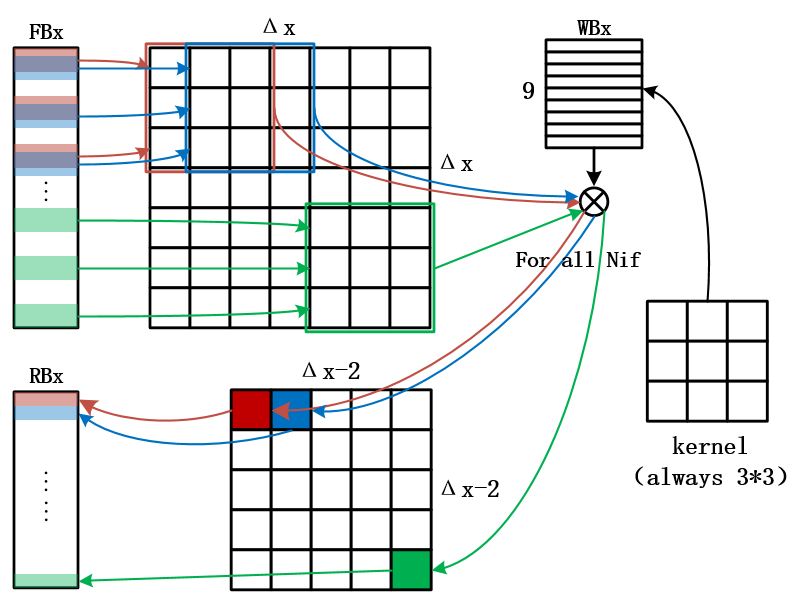 FBx
Δx
WBx
9
Δx
For all Nif
RBx
Δx-2
Δx-2
kernel
(always 3*3)